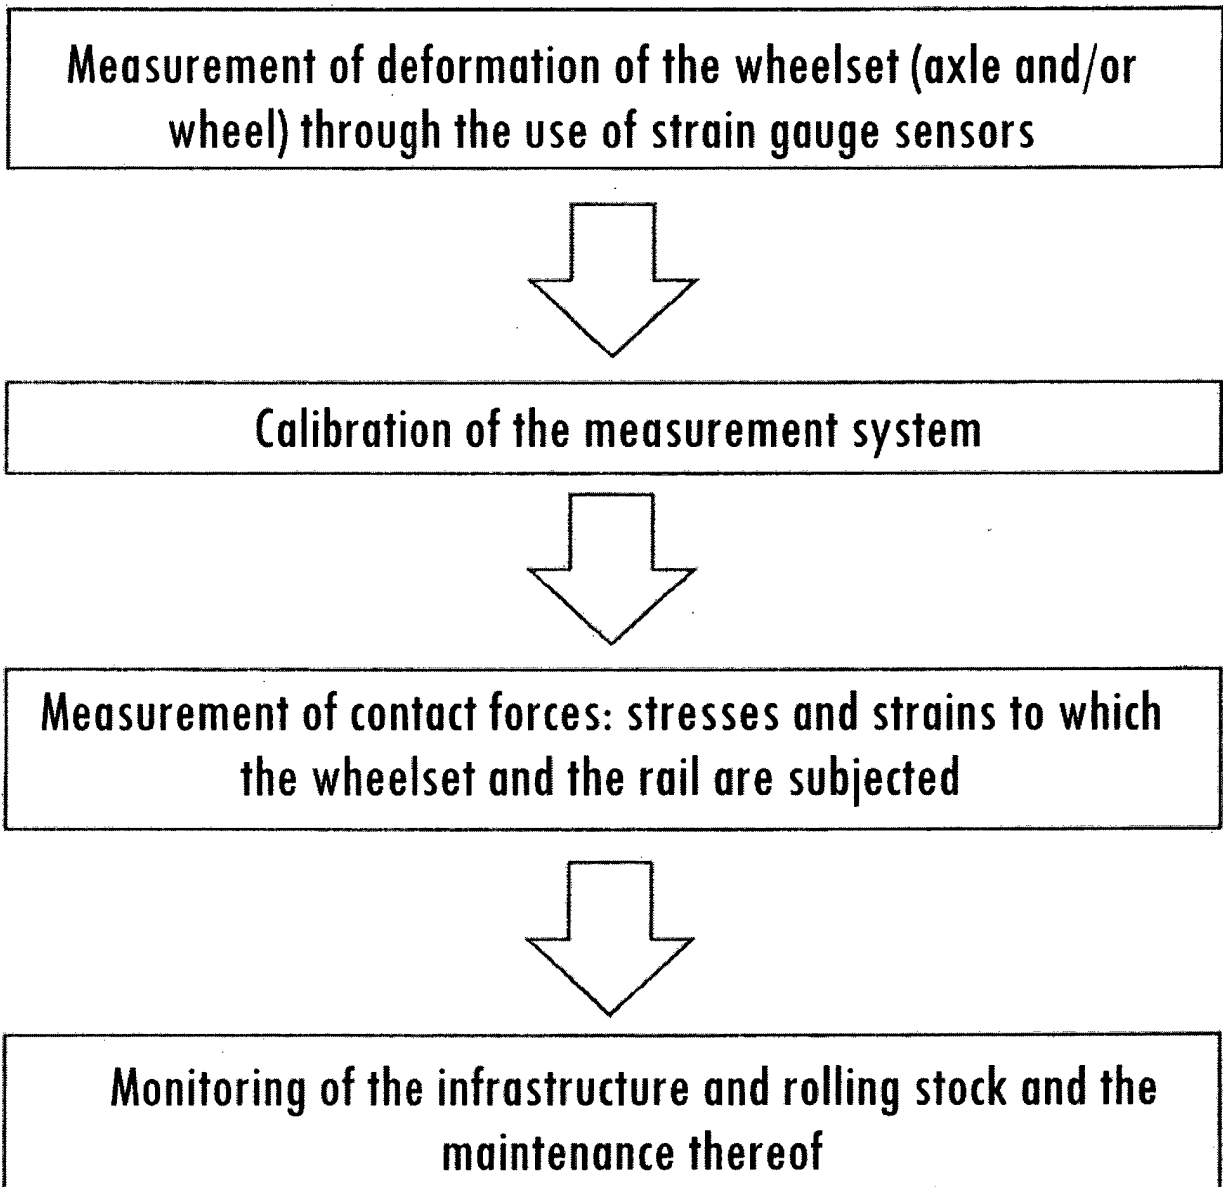 Measurement of deformation of the wheelset (axle and/or
wheel) through the use of strain gauge sensors
Calibration of the measurement system
Measurement of contact forces: stresses and strains to which
the wheelset and the rail are subjected
Monitoring of the infrastructure and rolling stock and the
maintenance thereof